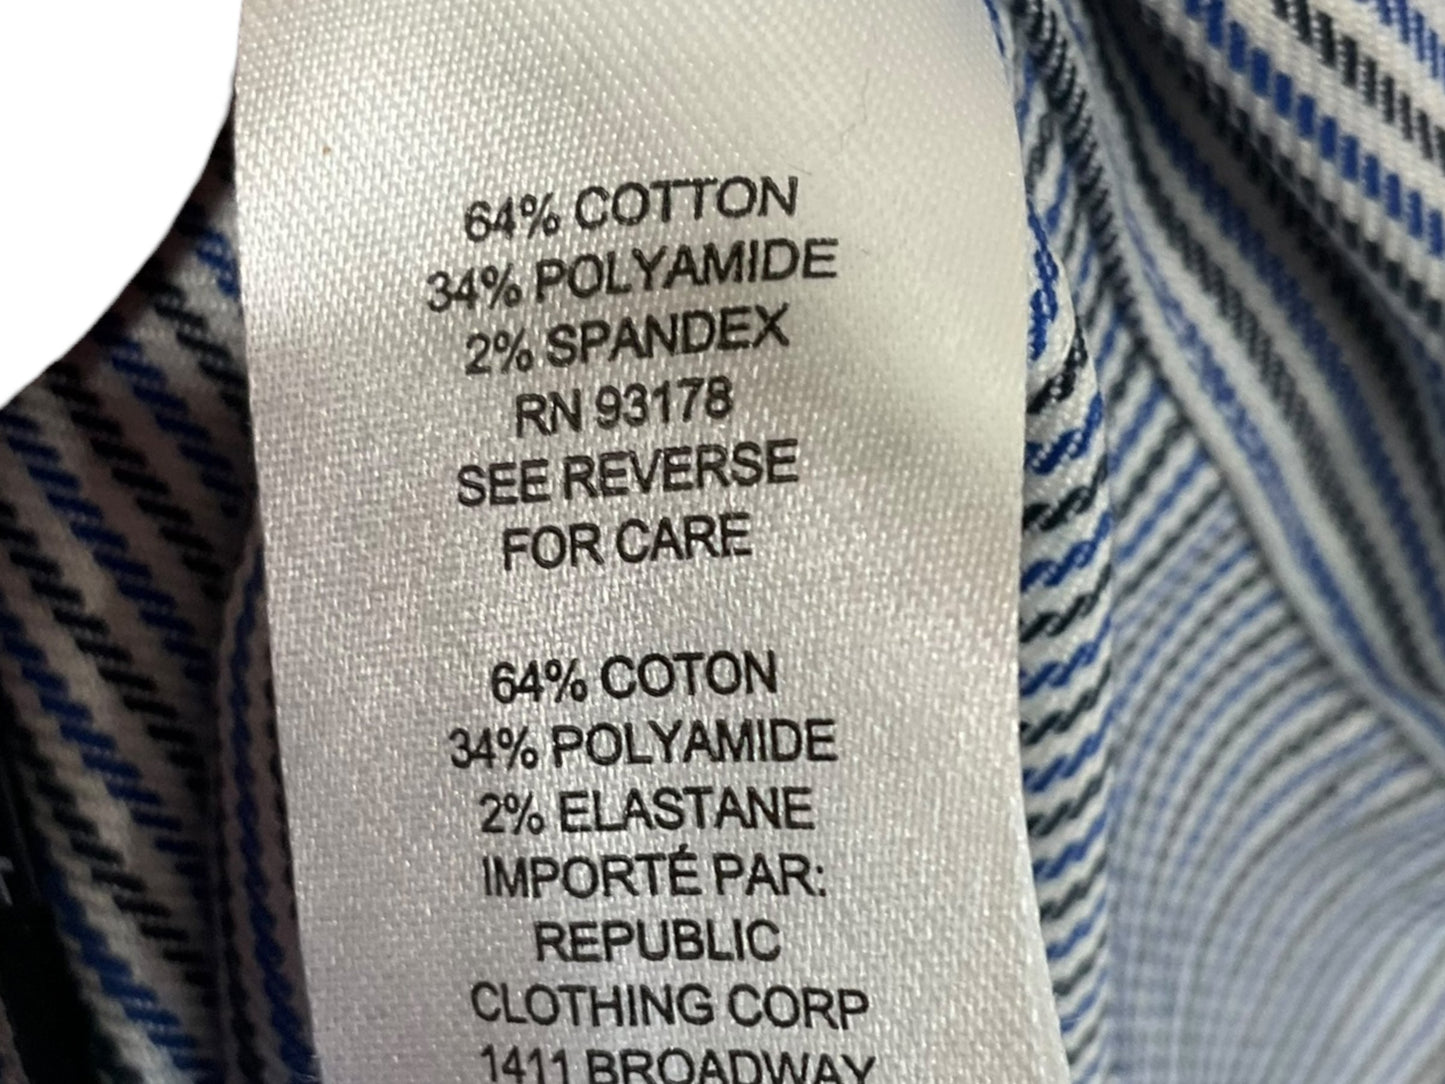 64% COTTON
34% POLYAMIDE
2% SPANDEX
RN 93178
SEE REVERSE
FOR CARE
64% COTON
34% POLYAMIDE
2% ELASTANE
IMPORTÉ PAR:
REPUBLIC
CLOTHING CORP
1411 BROADWAY